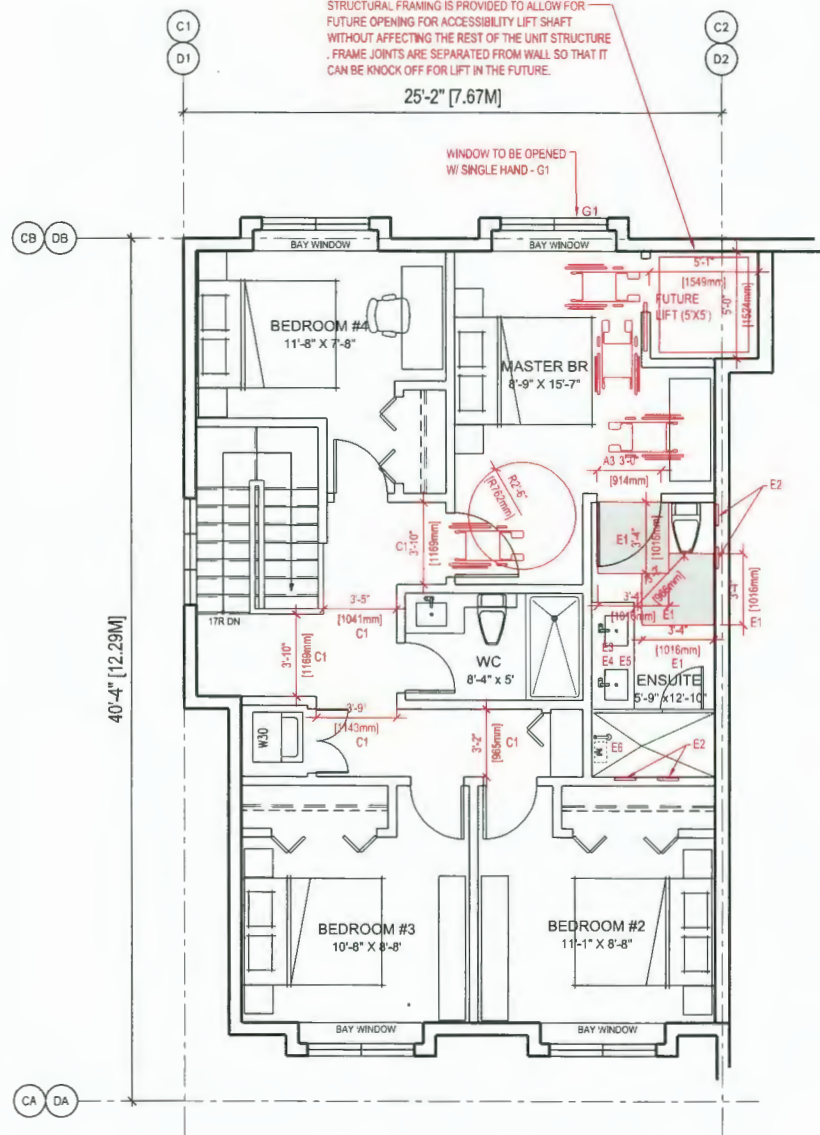 STRUCTURAL FRAMING IS PROVIDED TO ALLOW FOR
FUTURE OPENING FOR ACCESSIBILITY LIFT SHAFT
WITHOUT AFFECTING THE REST OF THE UNIT STRUCTURE
. FRAME JOINTS ARE SEPARATED FROM WALL SO THAT IT
CAN BE KNOCK OFF FOR LIFT IN THE FUTURE.
C1
D1
C2
D2
25'-2" [7.67M]
WINDOW TO BE OPENED
W/ SINGLE HAND - G1
G1
CB DB
BAY WINDOW
BAY WINDOW
5'-1"
[1549mm]
FUTURE
LIFT (5'X5')
5'-0"
[1524mm]
BEDROOM #4
11'-8" X 7'-8"
MASTER BR
8'-9" X 15'-7"
A3 3'-0"
[914mm]
R2'-6"
[R762mm]
E2
C1
3'-10"
[1169mm]
E1
3'-4"
[1016mm]
3'-2"
[966mm]
3'-4"
[1016mm]
E1
3'-4"
[1016mm]
E1
3'-4"
[1016mm]
E1
3'-5"
[1041mm]
C1
17R DN
3'-10"
[1169mm]
C1
WC
8'-4" x 5'
E3
E4 E5
ENSUITE
5'-9" x12'-10"
40'-4" [12.29M]
3'-9"
[1143mm]
C1
W30
3'-2"
[965mm]
C1
E6
E2
BEDROOM #3
10'-8" X 8'-8'
BEDROOM #2
11'-1" X 8'-8"
BAY WINDOW
BAY WINDOW
CA DA